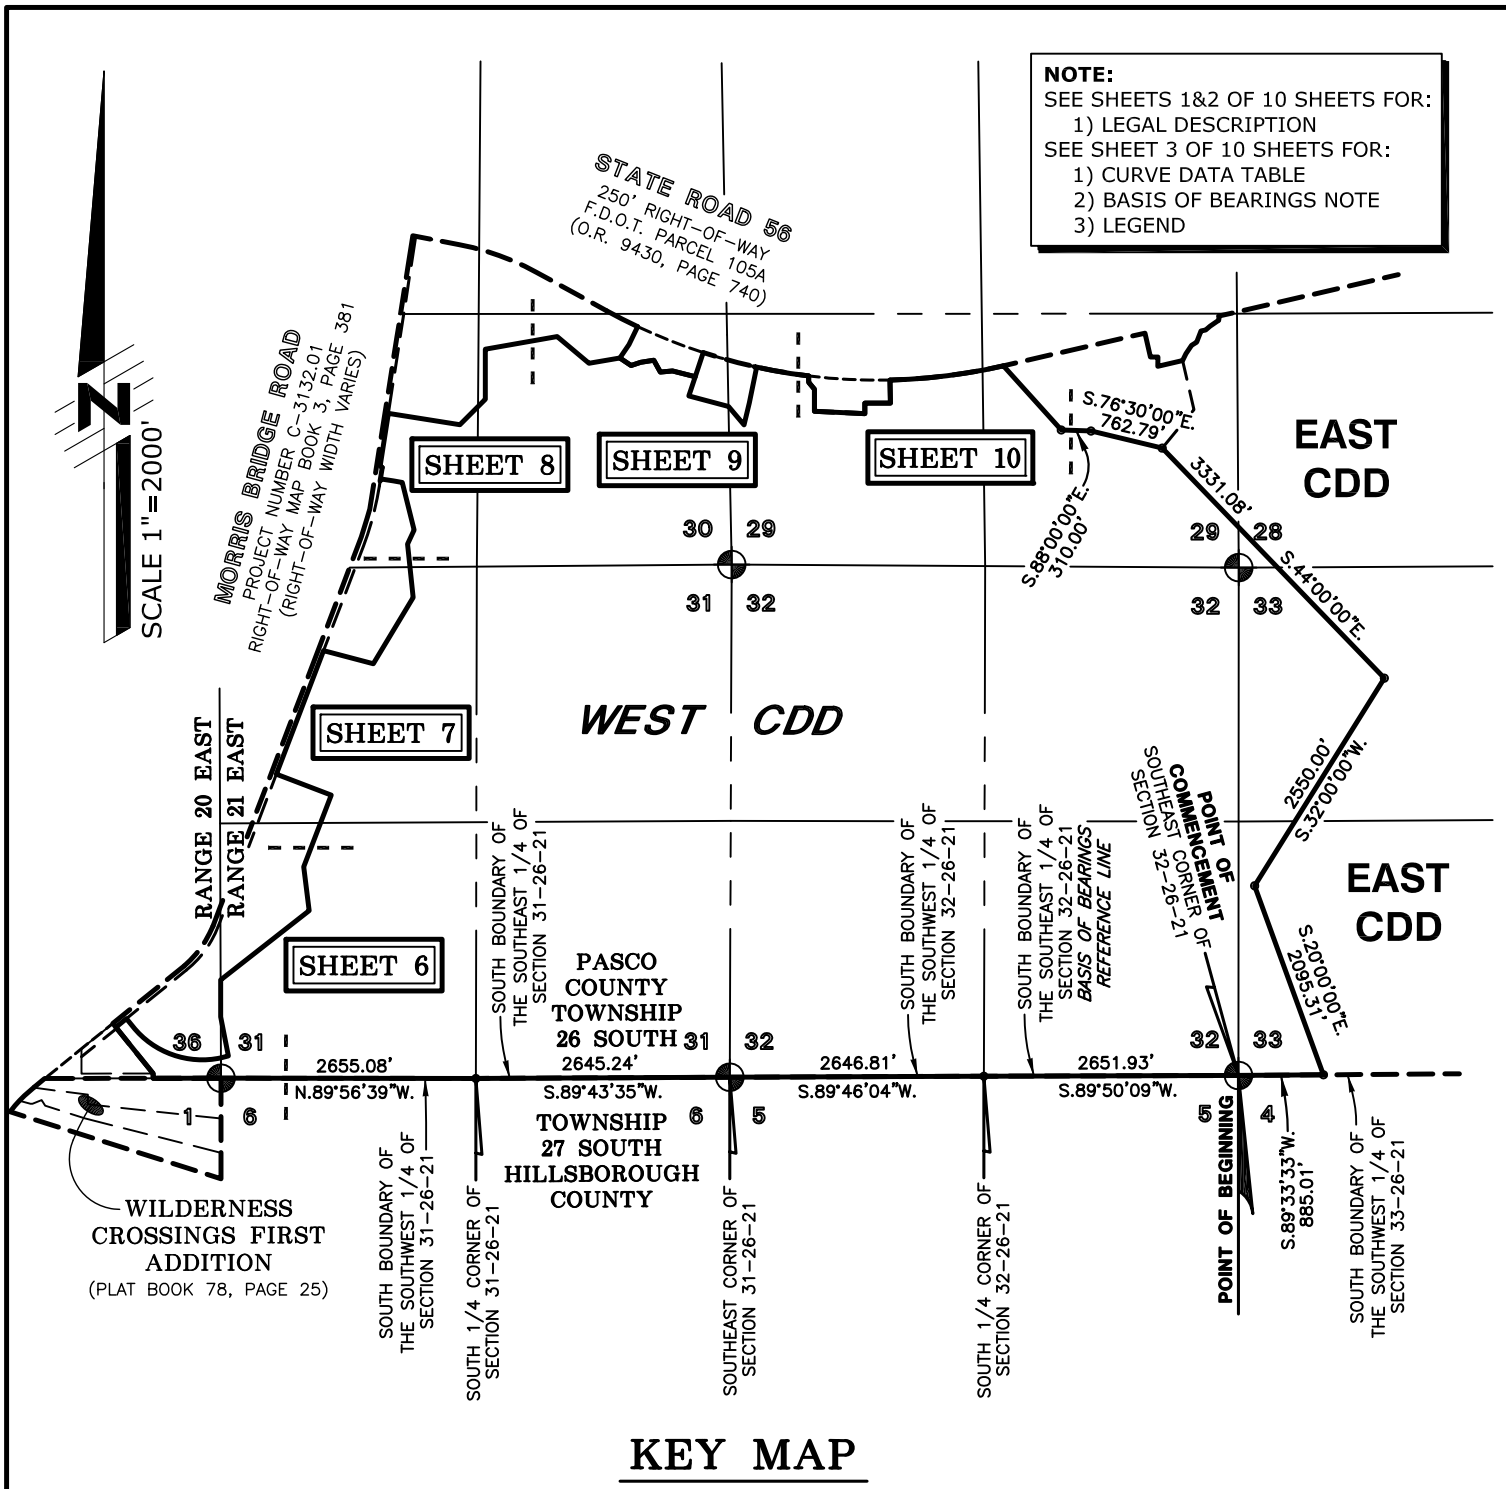 NOTE:
SEE SHEETS 1&2 OF 10 SHEETS FOR:
1) LEGAL DESCRIPTION
SEE SHEET 3 OF 10 SHEETS FOR:
1) CURVE DATA TABLE
2) BASIS OF BEARINGS NOTE
3) LEGEND
STATE ROAD 56
250' RIGHT-OF-WAY
F.D.O.T. PARCEL 105A
(O.R. 9430, PAGE 740)
N
SCALE 1"=2000'
MORRIS BRIDGE ROAD
PROJECT NUMBER C-3132.01
RIGHT-OF-WAY MAP BOOK 3, PAGE 381
(RIGHT-OF-WAY WIDTH VARIES)
SHEET 8
SHEET 9
SHEET 10
S.76°30'00"E.
762.79'
S.88°00'00"E.
310.00'
3331.08'
S.44°00'00"E.
EAST
CDD
30 29
31 32
29 28
32 33
SHEET 7
WEST CDD
RANGE 20 EAST
RANGE 21 EAST
2550.00'
S.32°00'00"W.
POINT OF
COMMENCEMENT
SOUTHEAST CORNER OF
SECTION 32-26-21
EAST
CDD
S.20°00'00"E.
2095.31'
SHEET 6
SOUTH BOUNDARY OF
THE SOUTHEAST 1/4 OF
SECTION 31-26-21
SOUTH BOUNDARY OF
THE SOUTHWEST 1/4 OF
SECTION 32-26-21
SOUTH BOUNDARY OF
THE SOUTHEAST 1/4 OF
SECTION 32-26-21
BASIS OF BEARINGS
REFERENCE LINE
PASCO
COUNTY
TOWNSHIP
26 SOUTH
36 31
31 32
32 33
2655.08'
N.89°56'39"W.
2645.24'
S.89°43'35"W.
2646.81'
S.89°46'04"W.
2651.93'
S.89°50'09"W.
1 6
6 5
5 4
TOWNSHIP
27 SOUTH
HILLSBOROUGH
COUNTY
S.89°33'33"W.
885.01'
POINT OF BEGINNING
WILDERNESS
CROSSINGS FIRST
ADDITION
(PLAT BOOK 78, PAGE 25)
SOUTH BOUNDARY OF
THE SOUTHWEST 1/4 OF
SECTION 31-26-21
SOUTH 1/4 CORNER OF
SECTION 31-26-21
SOUTHEAST CORNER OF
SECTION 31-26-21
SOUTH 1/4 CORNER OF
SECTION 32-26-21
SOUTH BOUNDARY OF
THE SOUTHWEST 1/4 OF
SECTION 33-26-21
KEY MAP